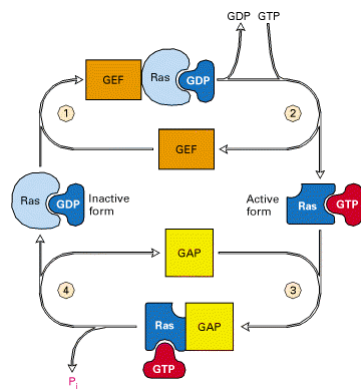 GDP GTP
GEF Ras GDP
1
2
GEF
Ras GDP
Inactive
form
Active
form
Ras GTP
GAP
4
3
Ras GAP
GTP
Pi